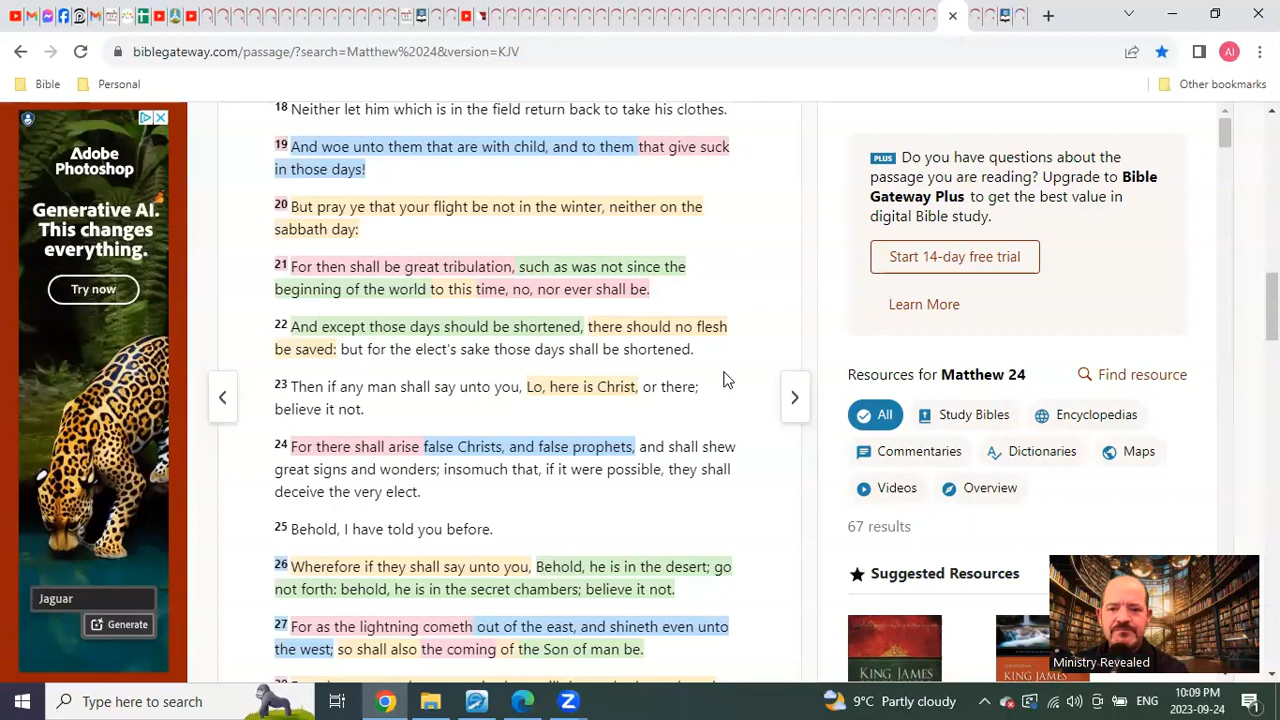 biblegateway.com/passage/?search=Matthew%2024&version=KJV
Bible
Personal
Other bookmarks
AI
Adobe
Photoshop
Generative AI.
This changes
everything.
Try now
Jaguar
Generate
18 Neither let him which is in the field return back to take his clothes.
19 And woe unto them that are with child, and to them that give suck
in those days!
20 But pray ye that your flight be not in the winter, neither on the
sabbath day:
21 For then shall be great tribulation, such as was not since the
beginning of the world to this time, no, nor ever shall be.
22 And except those days should be shortened, there should no flesh
be saved: but for the elect's sake those days shall be shortened.
23 Then if any man shall say unto you, Lo, here is Christ, or there;
believe it not.
24 For there shall arise false Christs, and false prophets, and shall shew
great signs and wonders; insomuch that, if it were possible, they shall
deceive the very elect.
25 Behold, I have told you before.
26 Wherefore if they shall say unto you, Behold, he is in the desert; go
not forth: behold, he is in the secret chambers; believe it not.
27 For as the lightning cometh out of the east, and shineth even unto
the west; so shall also the coming of the Son of man be.
PLUS Do you have questions about the
passage you are reading? Upgrade to Bible
Gateway Plus to get the best value in
digital Bible study.
Start 14-day free trial
Learn More
Resources for Matthew 24
Find resource
All
Study Bibles
Encyclopedias
Commentaries
Dictionaries
Maps
Videos
Overview
67 results
Suggested Resources
KING JAMES
KING JAMES
Ministry Revealed
Type here to search
9°C Partly cloudy
ENG
10:09 PM
2023-09-24